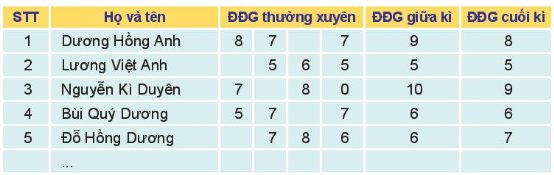 STT Họ và tên ĐĐG thường xuyên ĐĐG giữa kì ĐĐG cuối kì
1 Dương Hồng Anh 8 7 7 9 8
2 Lương Việt Anh 5 6 5 5 5
3 Nguyễn Kì Duyên 7 8 0 10 9
4 Bùi Quý Dương 5 7 7 6 6
5 Đỗ Hồng Dương 7 8 6 6 7
...